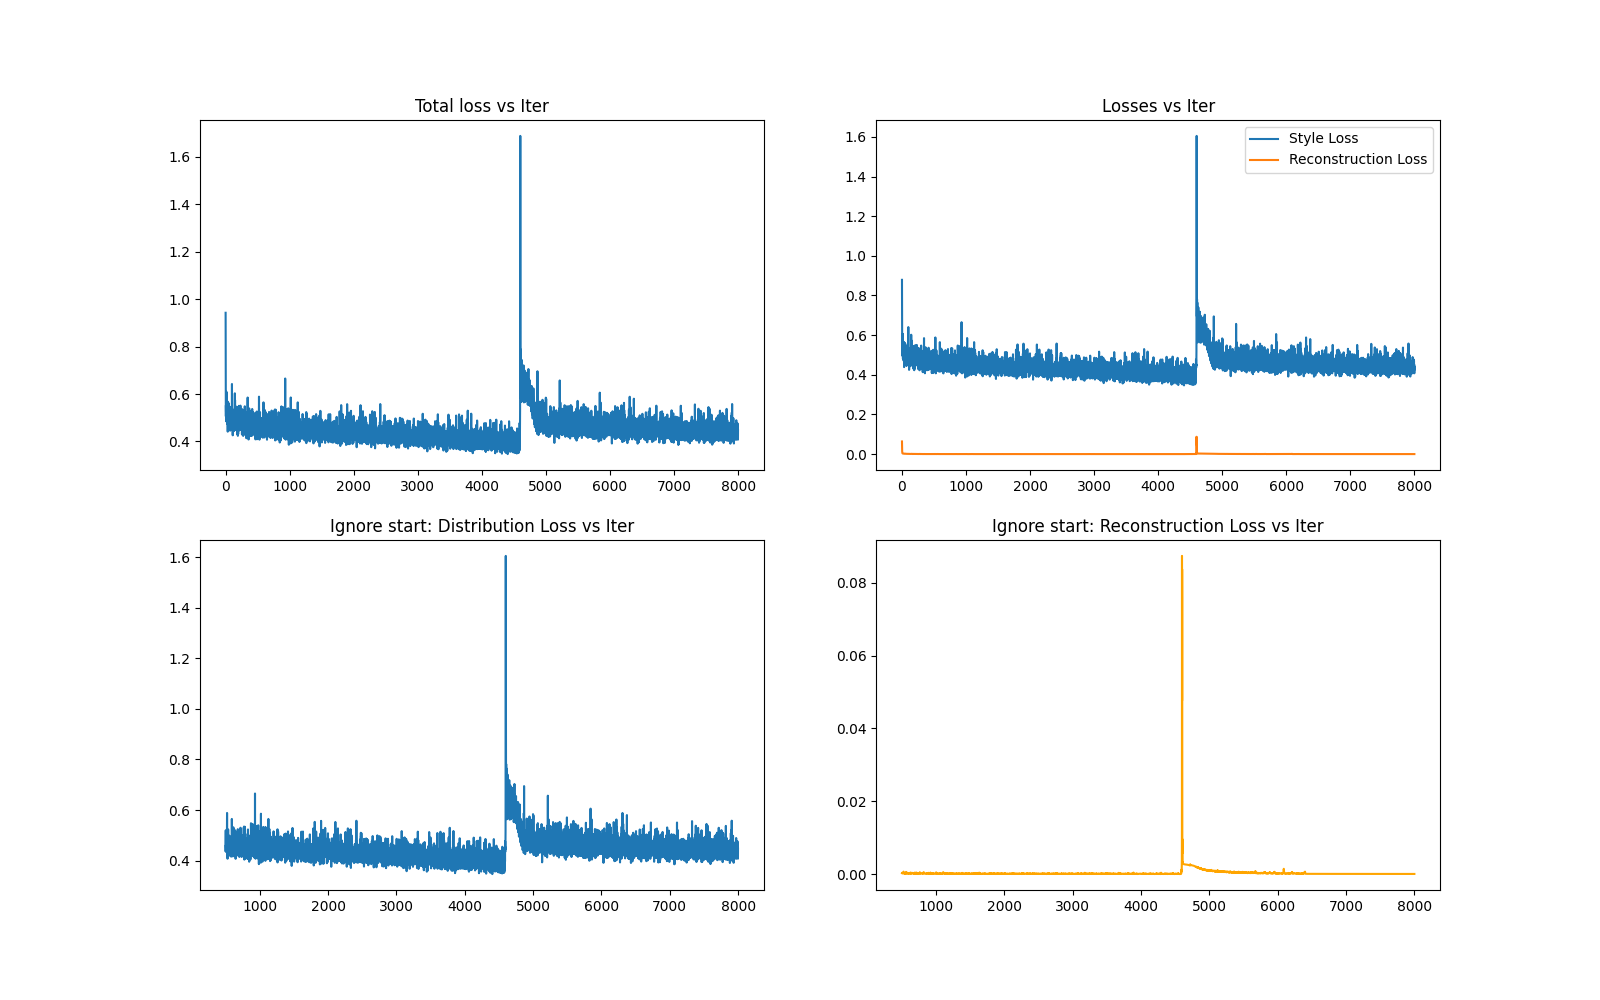 Total loss vs Iter
1.6
1.4
1.2
1.0
0.8
0.6
0.4
0 1000 2000 3000 4000 5000 6000 7000 8000
Losses vs Iter
Style Loss
Reconstruction Loss
1.6
1.4
1.2
1.0
0.8
0.6
0.4
0.2
0.0
0 1000 2000 3000 4000 5000 6000 7000 8000
Ignore start: Distribution Loss vs Iter
1.6
1.4
1.2
1.0
0.8
0.6
0.4
1000 2000 3000 4000 5000 6000 7000 8000
Ignore start: Reconstruction Loss vs Iter
0.08
0.06
0.04
0.02
0.00
1000 2000 3000 4000 5000 6000 7000 8000